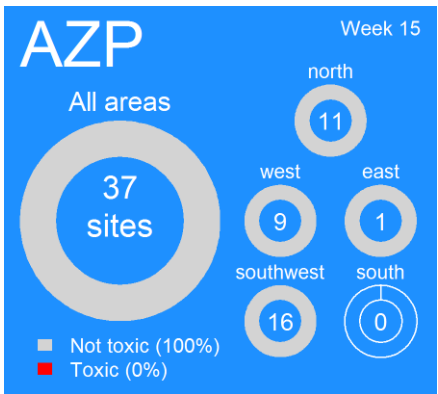 AZP
Week 15
All areas
37
sites
north
11
west
9
east
1
southwest
16
south
0
Not toxic (100%)
Toxic (0%)